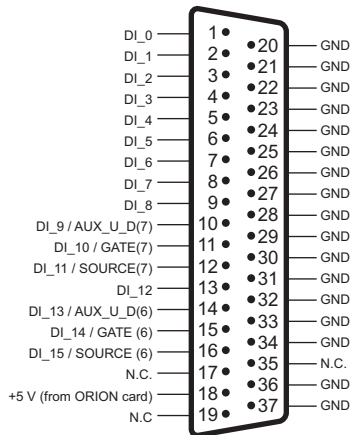 DI_0 1 20 GND
DI_1 2 21 GND
DI_2 3 22 GND
DI_3 4 23 GND
DI_4 5 24 GND
DI_5 6 25 GND
DI_6 7 26 GND
DI_7 8 27 GND
DI_8 9 28 GND
DI_9 / AUX_U_D(7) 10 29 GND
DI_10 / GATE(7) 11 30 GND
DI_11 / SOURCE(7) 12 31 GND
DI_12 13 32 GND
DI_13 / AUX_U_D(6) 14 33 GND
DI_14 / GATE (6) 15 34 GND
DI_15 / SOURCE (6) 16 35 N.C.
N.C. 17 36 GND
+5 V (from ORION card) 18 37 GND
N.C 19